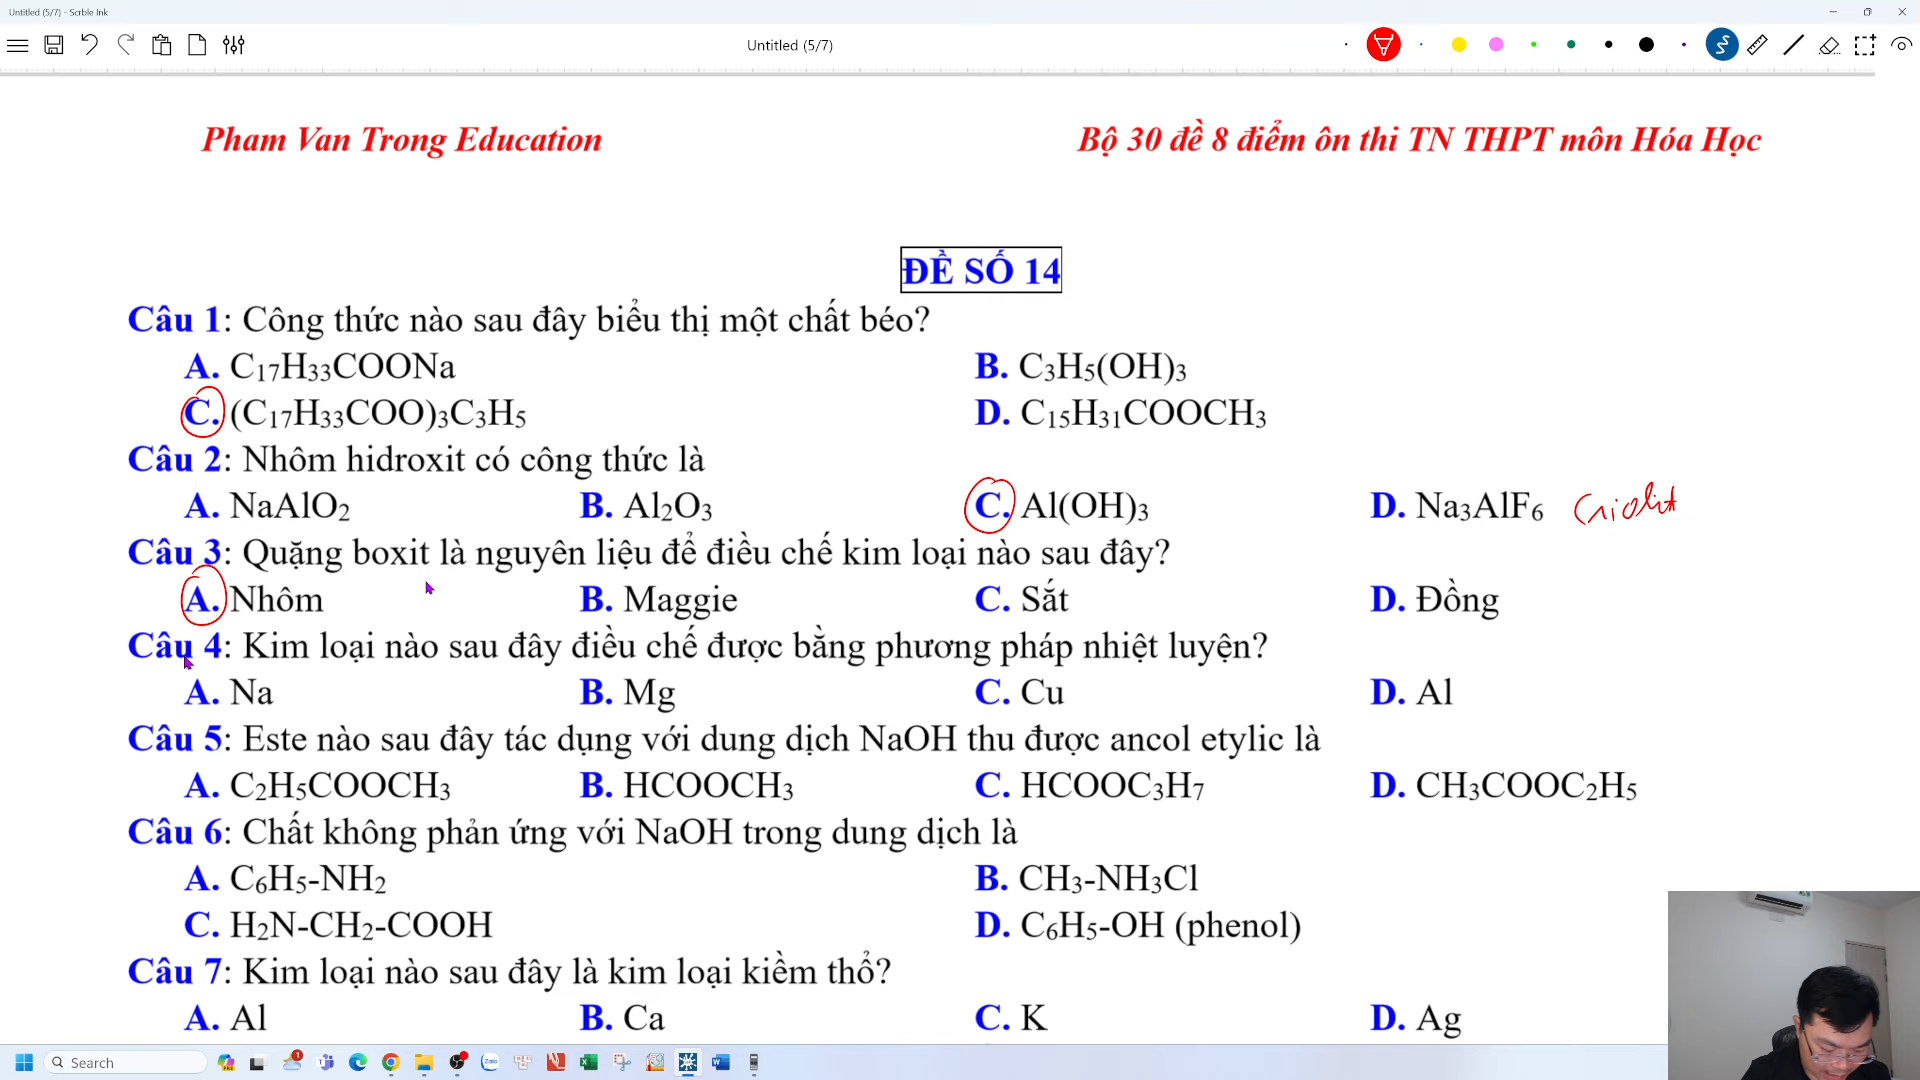 Untitled (5/7) - Scrble Ink
Untitled (5/7)
Pham Van Trong Education
Bộ 30 đề 8 điểm ôn thi TN THPT môn Hóa Học
ĐỀ SỐ 14
Câu 1: Công thức nào sau đây biểu thị một chất béo?
A. C17H33COONa B. C3H5(OH)3
C. (C17H33COO)3C3H5 D. C15H31COOCH3
Câu 2: Nhôm hidroxit có công thức là
A. NaAlO2 B. Al2O3 C. Al(OH)3 D. Na3AlF6 Criolit
Câu 3: Quặng boxit là nguyên liệu để điều chế kim loại nào sau đây?
A. Nhôm B. Maggie C. Sắt D. Đồng
Câu 4: Kim loại nào sau đây điều chế được bằng phương pháp nhiệt luyện?
A. Na B. Mg C. Cu D. Al
Câu 5: Este nào sau đây tác dụng với dung dịch NaOH thu được ancol etylic là
A. C2H5COOCH3 B. HCOOCH3 C. HCOOC3H7 D. CH3COOC2H5
Câu 6: Chất không phản ứng với NaOH trong dung dịch là
A. C6H5-NH2 B. CH3-NH3Cl
C. H2N-CH2-COOH D. C6H5-OH (phenol)
Câu 7: Kim loại nào sau đây là kim loại kiềm thổ?
A. Al B. Ca C. K D. Ag
Search